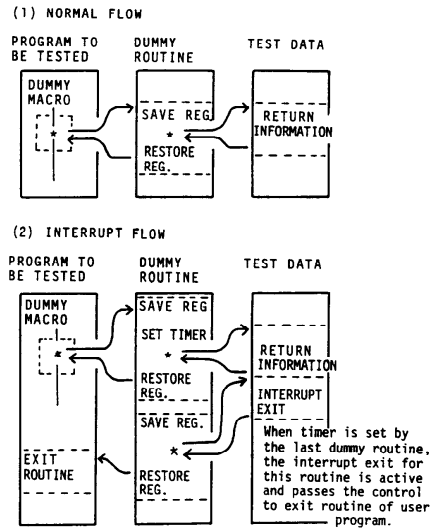 (1) NORMAL FLOW
PROGRAM TO
BE TESTED
DUMMY
ROUTINE
TEST DATA
DUMMY
MACRO
*
SAVE REG
*
RESTORE
REG.
RETURN
INFORMATION
(2) INTERRUPT FLOW
PROGRAM TO
BE TESTED
DUMMY
ROUTINE
TEST DATA
DUMMY
MACRO
*
EXIT
ROUTINE
SAVE REG
SET TIMER
*
RESTORE
REG.
SAVE REG.
*
RESTORE
REG.
RETURN
INFORMATION
INTERRUPT
EXIT
When timer is set by
the last dummy routine,
the interrupt exit for
this routine is active
and passes the control
to exit routine of user
program.